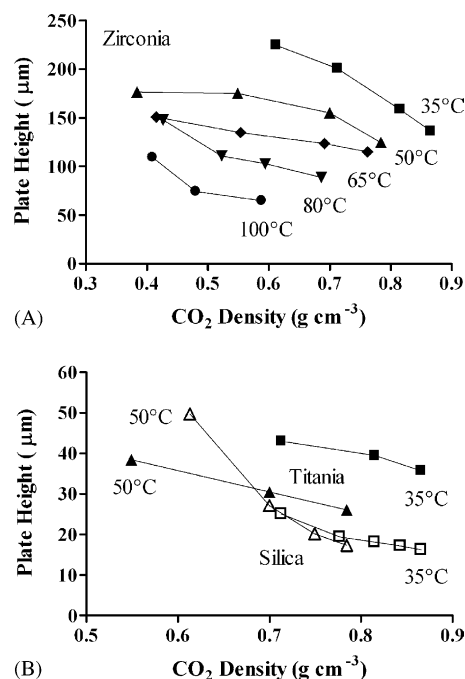 Zirconia
250
200
150
100
50
0
Plate Height ( μm)
35°C
50°C
65°C
80°C
100°C
0.3 0.4 0.5 0.6 0.7 0.8 0.9
(A) CO₂ Density (g cm⁻³)
60
50
40
30
20
10
0
Plate Height ( μm)
50°C
50°C
Titania
35°C
Silica
35°C
0.5 0.6 0.7 0.8 0.9
(B) CO₂ Density (g cm⁻³)